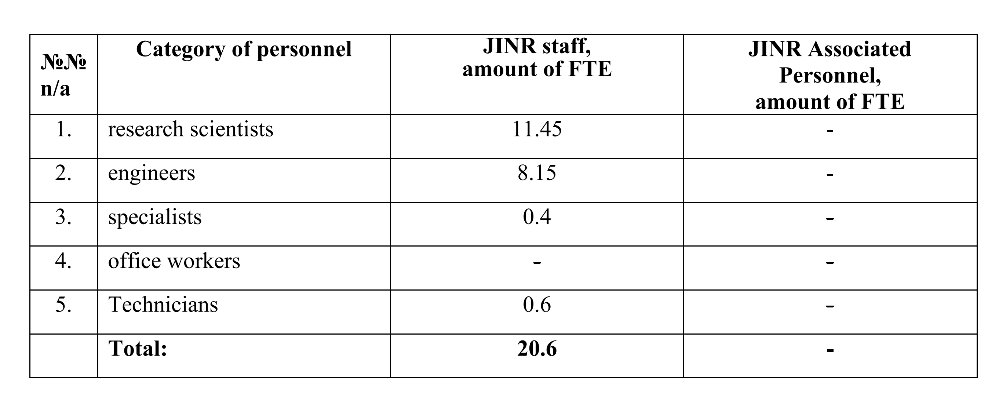 №№ n/a Category of personnel JINR staff, amount of FTE JINR Associated Personnel, amount of FTE
1. research scientists 11.45 -
2. engineers 8.15 -
3. specialists 0.4 -
4. office workers - -
5. Technicians 0.6 -
Total: 20.6 -